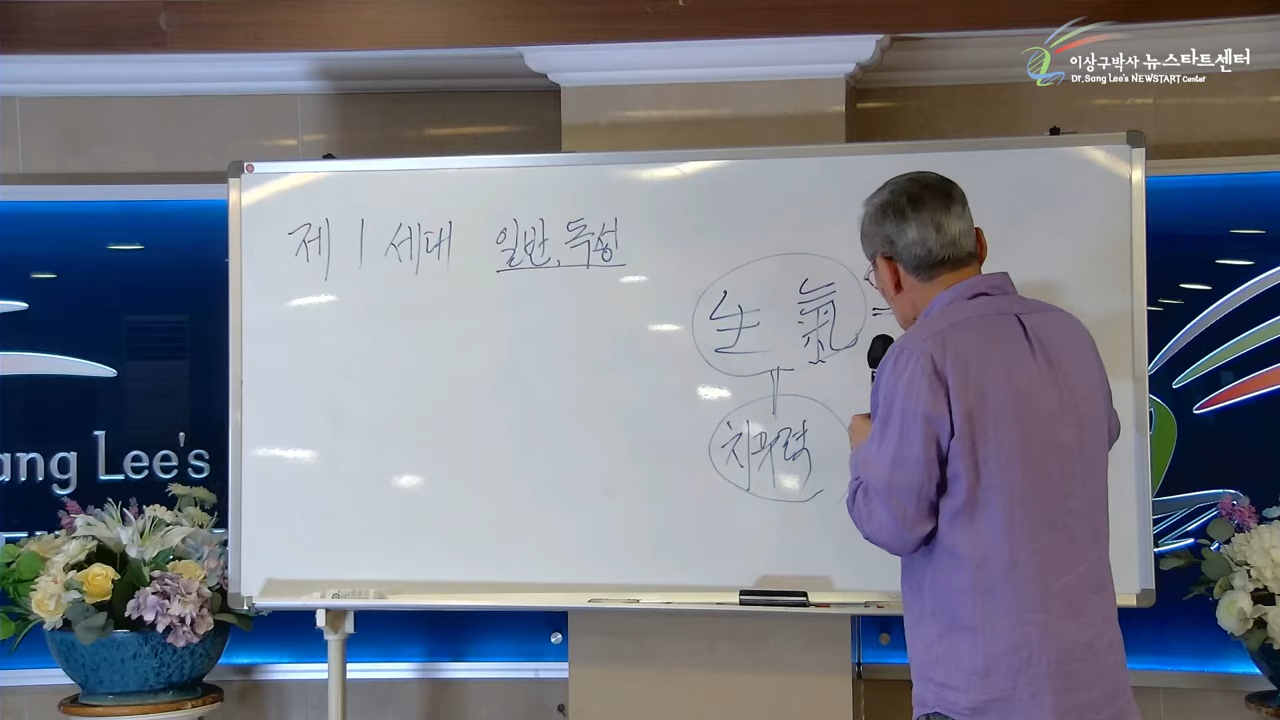 이상구박사 뉴스타트센터
Dr. Sang Lee's NEWSTART Center
제 1 세대 일반, 독성
生氣 =
치유력
ang Lee's